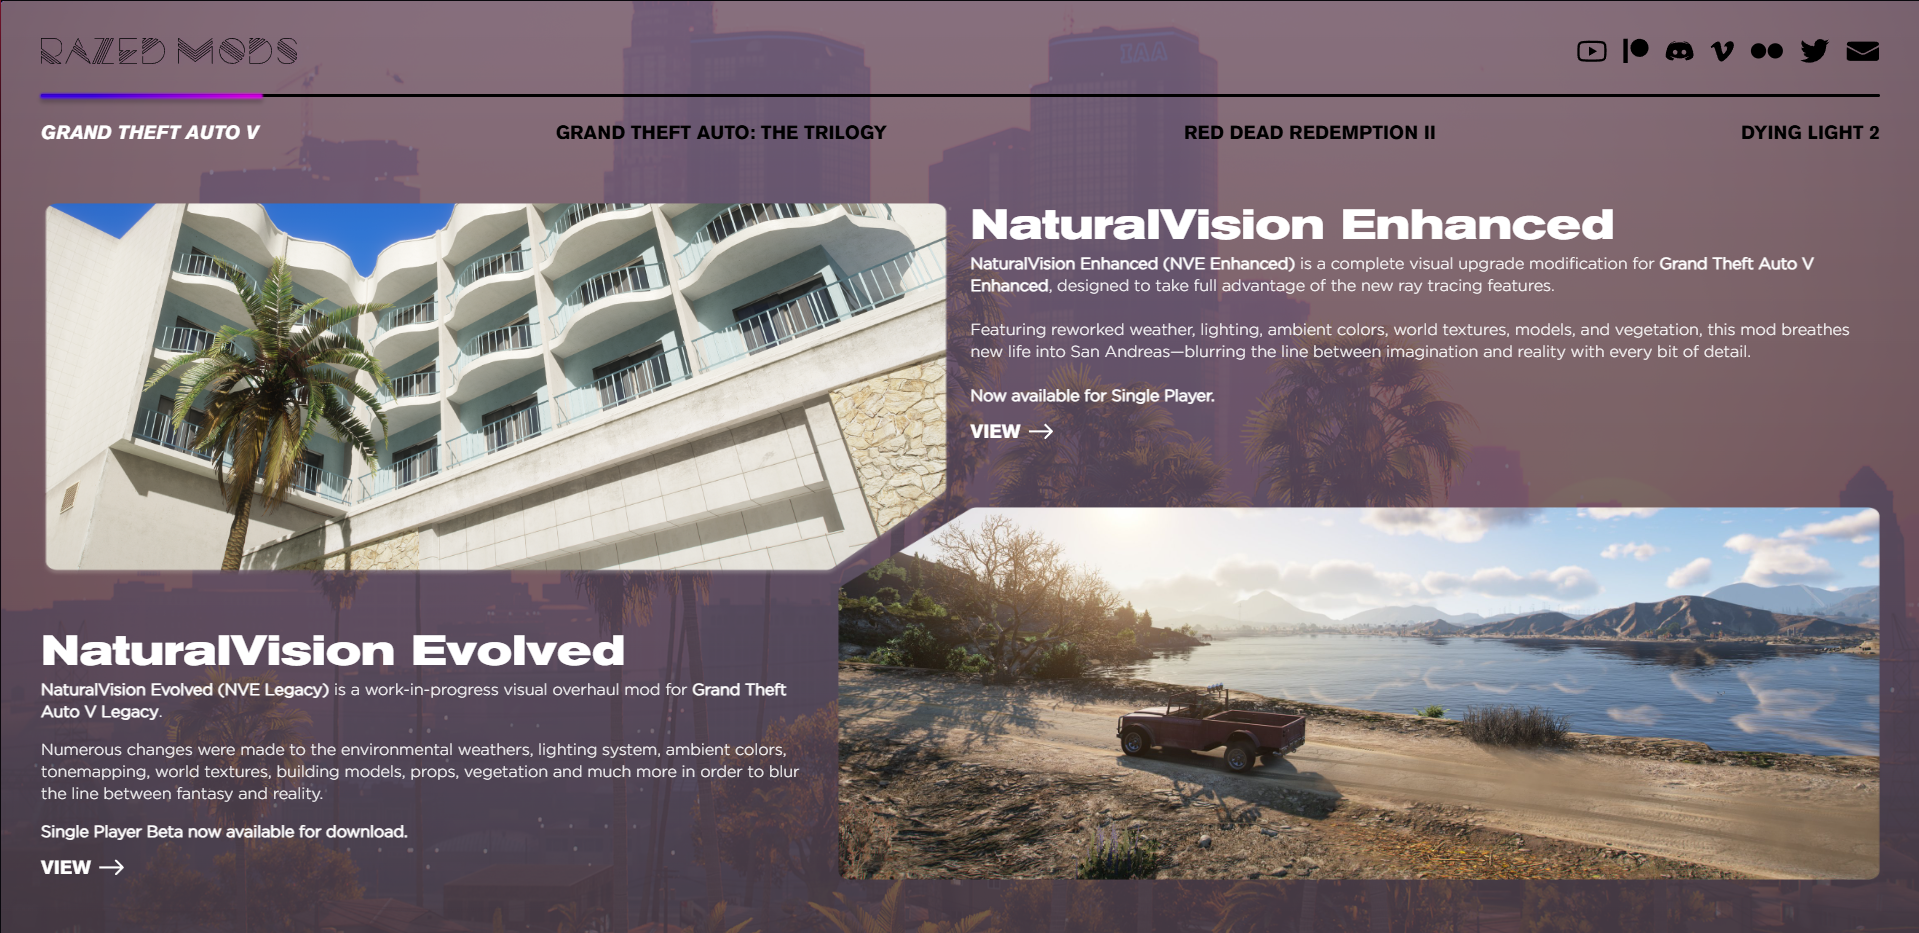 RAZED MODS
IAA
GRAND THEFT AUTO V
GRAND THEFT AUTO: THE TRILOGY
RED DEAD REDEMPTION II
DYING LIGHT 2
NaturalVision Enhanced
NaturalVision Enhanced (NVE Enhanced) is a complete visual upgrade modification for Grand Theft Auto V
Enhanced, designed to take full advantage of the new ray tracing features.
Featuring reworked weather, lighting, ambient colors, world textures, models, and vegetation, this mod breathes
new life into San Andreas—blurring the line between imagination and reality with every bit of detail.
Now available for Single Player.
VIEW
NaturalVision Evolved
NaturalVision Evolved (NVE Legacy) is a work-in-progress visual overhaul mod for Grand Theft
Auto V Legacy.
Numerous changes were made to the environmental weathers, lighting system, ambient colors,
tonemapping, world textures, building models, props, vegetation and much more in order to blur
the line between fantasy and reality.
Single Player Beta now available for download.
VIEW